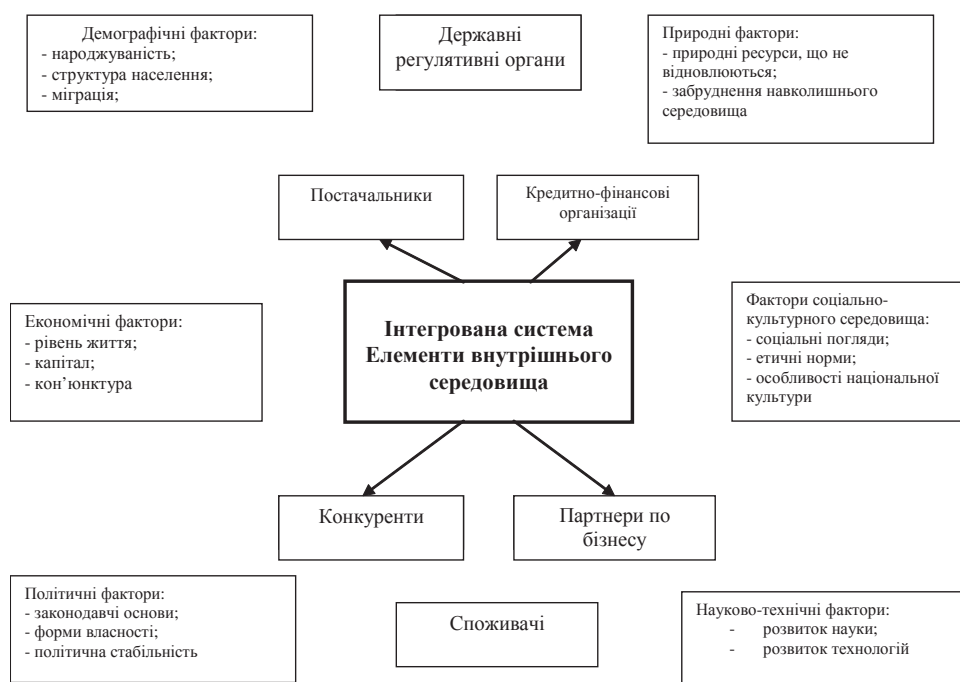 Демографічні фактори:
- народжуваність;
- структура населення;
- міграція;
Державні
регулятивні органи
Природні фактори:
- природні ресурси, що не
відновлюються;
- забруднення навколишнього
середовища
Постачальники
Кредитно-фінансові
організації
Економічні фактори:
- рівень життя;
- капітал;
- кон’юнктура
Інтегрована система
Елементи внутрішнього
середовища
Фактори соціально-
культурного середовища:
- соціальні погляди;
- етичні норми;
- особливості національної
культури
Конкуренти
Партнери по
бізнесу
Політичні фактори:
- законодавчі основи;
- форми власності;
- політична стабільність
Споживачі
Науково-технічні фактори:
- розвиток науки;
- розвиток технологій